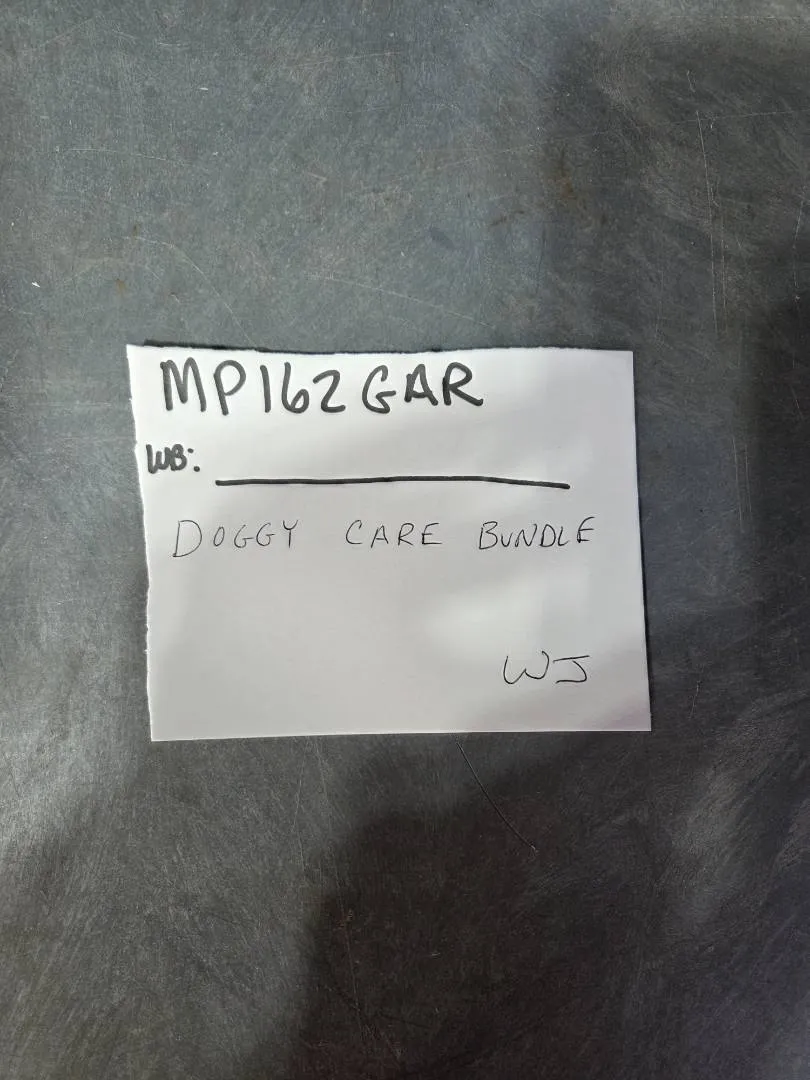 MP162GAR
WB:
DOGGY CARE BUNDLE
WJ